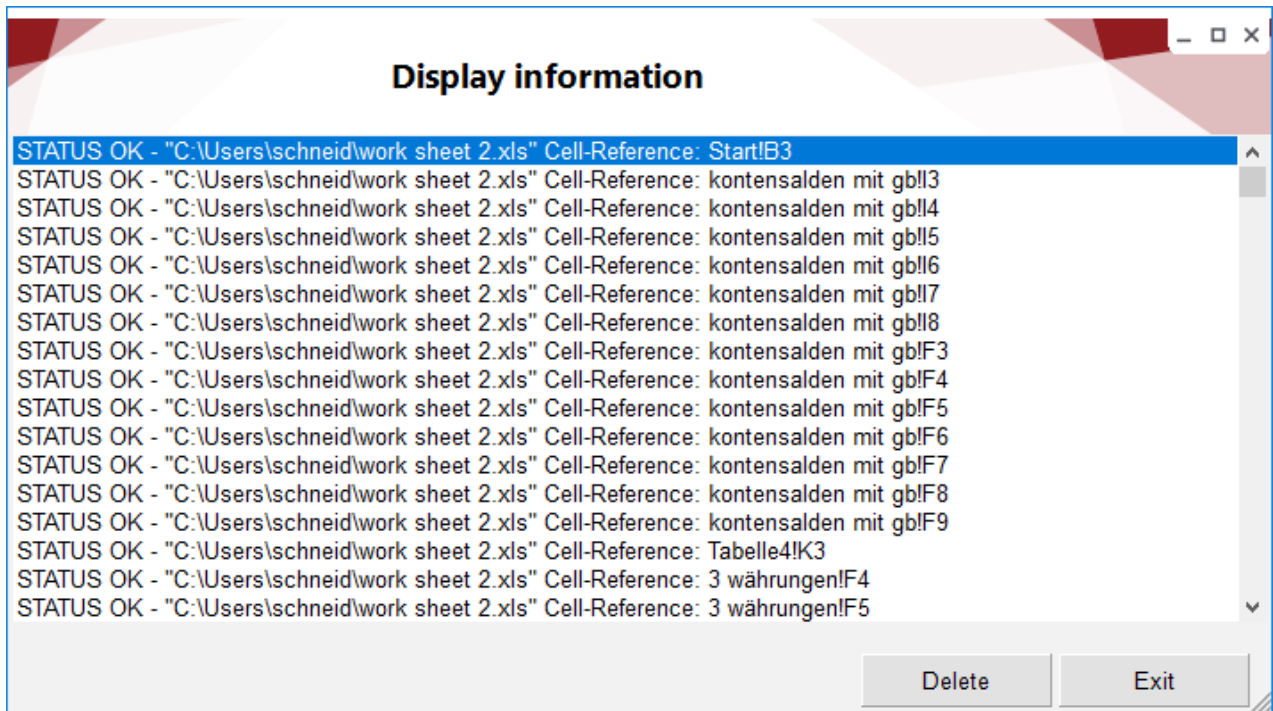 Display information
STATUS OK - "C:\Users\schneid\work sheet 2.xls" Cell-Reference: Start!B3
STATUS OK - "C:\Users\schneid\work sheet 2.xls" Cell-Reference: kontensalden mit gb!I3
STATUS OK - "C:\Users\schneid\work sheet 2.xls" Cell-Reference: kontensalden mit gb!I4
STATUS OK - "C:\Users\schneid\work sheet 2.xls" Cell-Reference: kontensalden mit gb!I5
STATUS OK - "C:\Users\schneid\work sheet 2.xls" Cell-Reference: kontensalden mit gb!I6
STATUS OK - "C:\Users\schneid\work sheet 2.xls" Cell-Reference: kontensalden mit gb!I7
STATUS OK - "C:\Users\schneid\work sheet 2.xls" Cell-Reference: kontensalden mit gb!I8
STATUS OK - "C:\Users\schneid\work sheet 2.xls" Cell-Reference: kontensalden mit gb!F3
STATUS OK - "C:\Users\schneid\work sheet 2.xls" Cell-Reference: kontensalden mit gb!F4
STATUS OK - "C:\Users\schneid\work sheet 2.xls" Cell-Reference: kontensalden mit gb!F5
STATUS OK - "C:\Users\schneid\work sheet 2.xls" Cell-Reference: kontensalden mit gb!F6
STATUS OK - "C:\Users\schneid\work sheet 2.xls" Cell-Reference: kontensalden mit gb!F7
STATUS OK - "C:\Users\schneid\work sheet 2.xls" Cell-Reference: kontensalden mit gb!F8
STATUS OK - "C:\Users\schneid\work sheet 2.xls" Cell-Reference: kontensalden mit gb!F9
STATUS OK - "C:\Users\schneid\work sheet 2.xls" Cell-Reference: Tabelle4!K3
STATUS OK - "C:\Users\schneid\work sheet 2.xls" Cell-Reference: 3 währungen!F4
STATUS OK - "C:\Users\schneid\work sheet 2.xls" Cell-Reference: 3 währungen!F5
Delete Exit